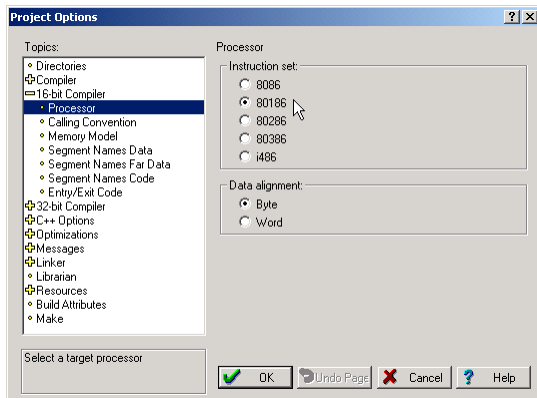 Project Options
Topics:
Directories
Compiler
16-bit Compiler
Processor
Calling Convention
Memory Model
Segment Names Data
Segment Names Far Data
Segment Names Code
Entry/Exit Code
32-bit Compiler
C++ Options
Optimizations
Messages
Linker
Librarian
Resources
Build Attributes
Make
Select a target processor
Processor
Instruction set:
8086
80186
80286
80386
i486
Data alignment:
Byte
Word
OK
Undo Page
Cancel
Help